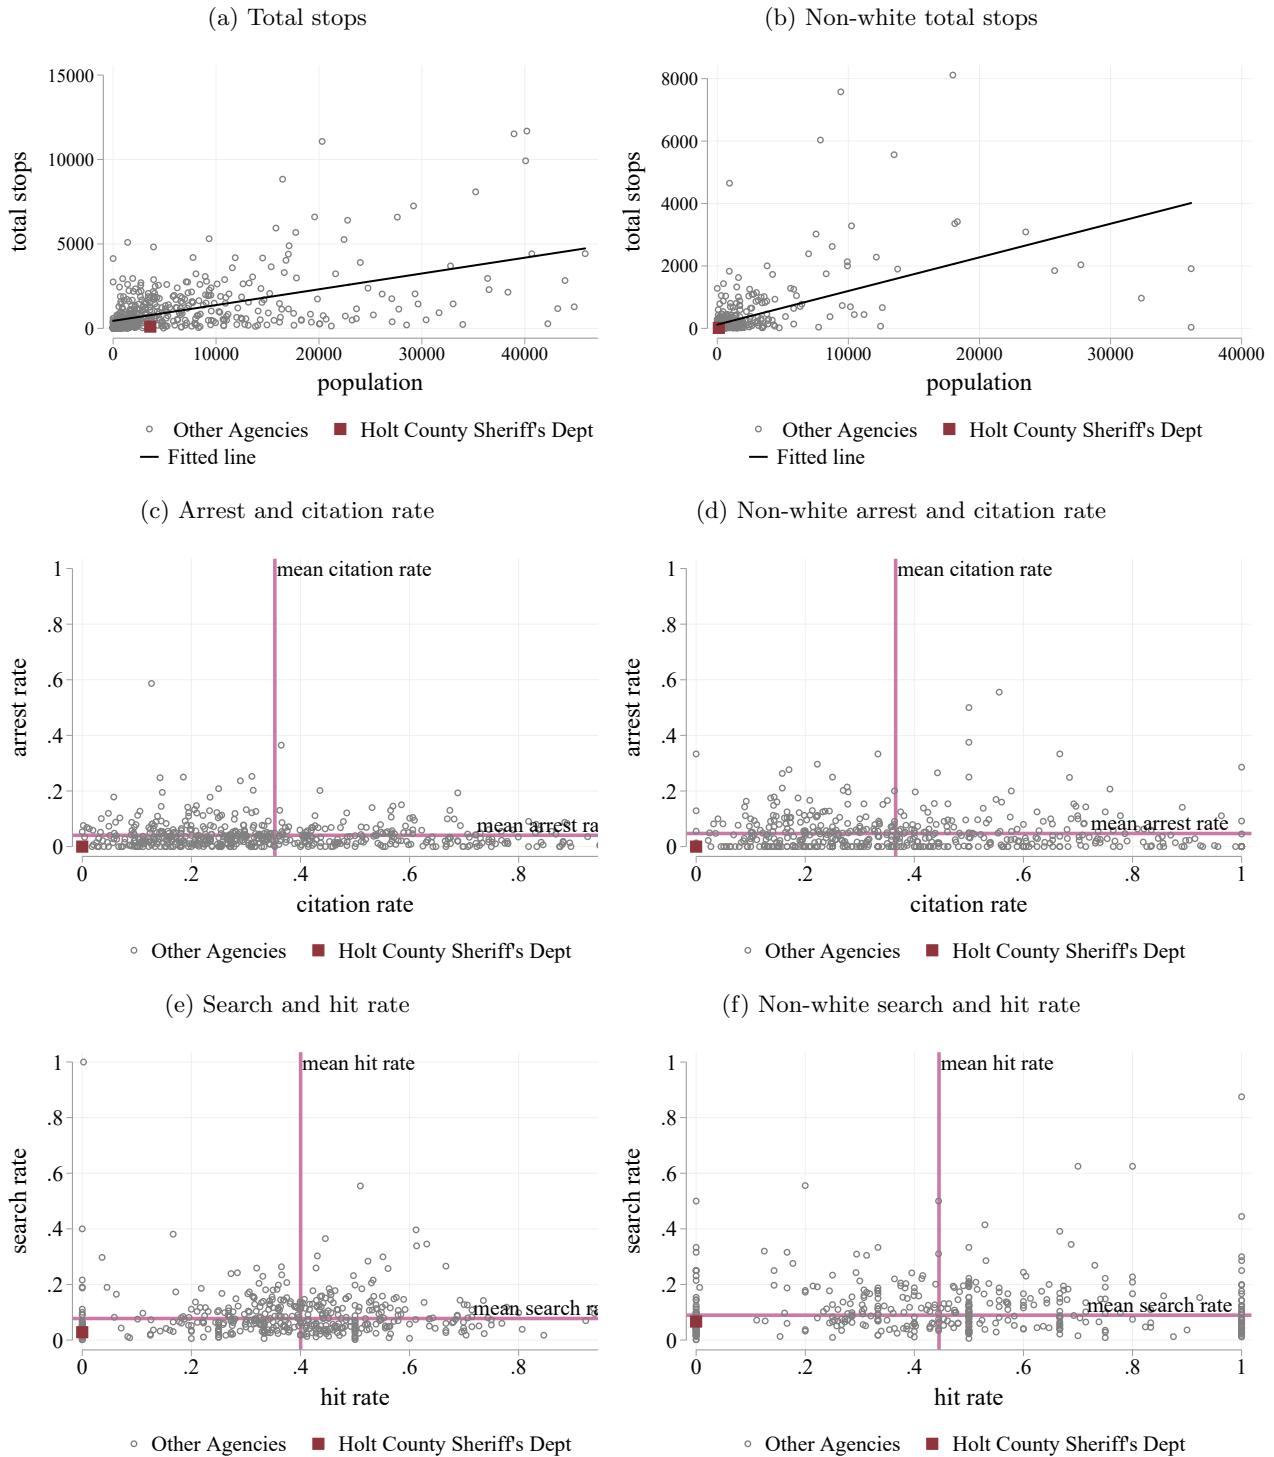 (a) Total stops
15000
10000
5000
0
total stops
0 10000 20000 30000 40000
population
Other Agencies Holt County Sheriff's Dept
Fitted line
(b) Non-white total stops
8000
6000
4000
2000
0
total stops
0 10000 20000 30000 40000
population
Other Agencies Holt County Sheriff's Dept
Fitted line
(c) Arrest and citation rate
1
.8
.6
.4
.2
0
arrest rate
mean citation rate
mean arrest ra
0 .2 .4 .6 .8
citation rate
Other Agencies Holt County Sheriff's Dept
(d) Non-white arrest and citation rate
1
.8
.6
.4
.2
0
arrest rate
mean citation rate
mean arrest rate
0 .2 .4 .6 .8 1
citation rate
Other Agencies Holt County Sheriff's Dept
(e) Search and hit rate
1
.8
.6
.4
.2
0
search rate
mean hit rate
mean search ra
0 .2 .4 .6 .8
hit rate
Other Agencies Holt County Sheriff's Dept
(f) Non-white search and hit rate
1
.8
.6
.4
.2
0
search rate
mean hit rate
mean search rate
0 .2 .4 .6 .8 1
hit rate
Other Agencies Holt County Sheriff's Dept